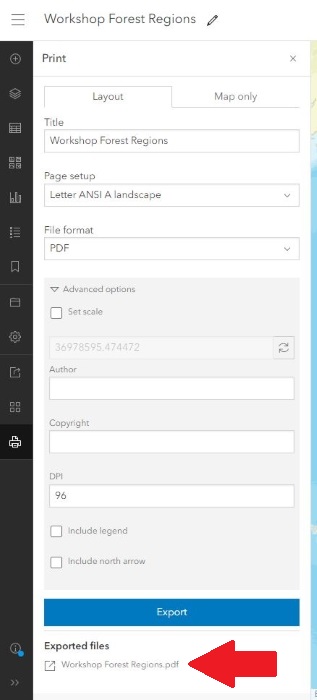 Workshop Forest Regions
Print
Layout
Map only
Title
Workshop Forest Regions
Page setup
Letter ANSI A landscape
File format
PDF
Advanced options
Set scale
36978595.474472
Author
Copyright
DPI
96
Include legend
Include north arrow
Export
Exported files
Workshop Forest Regions.pdf